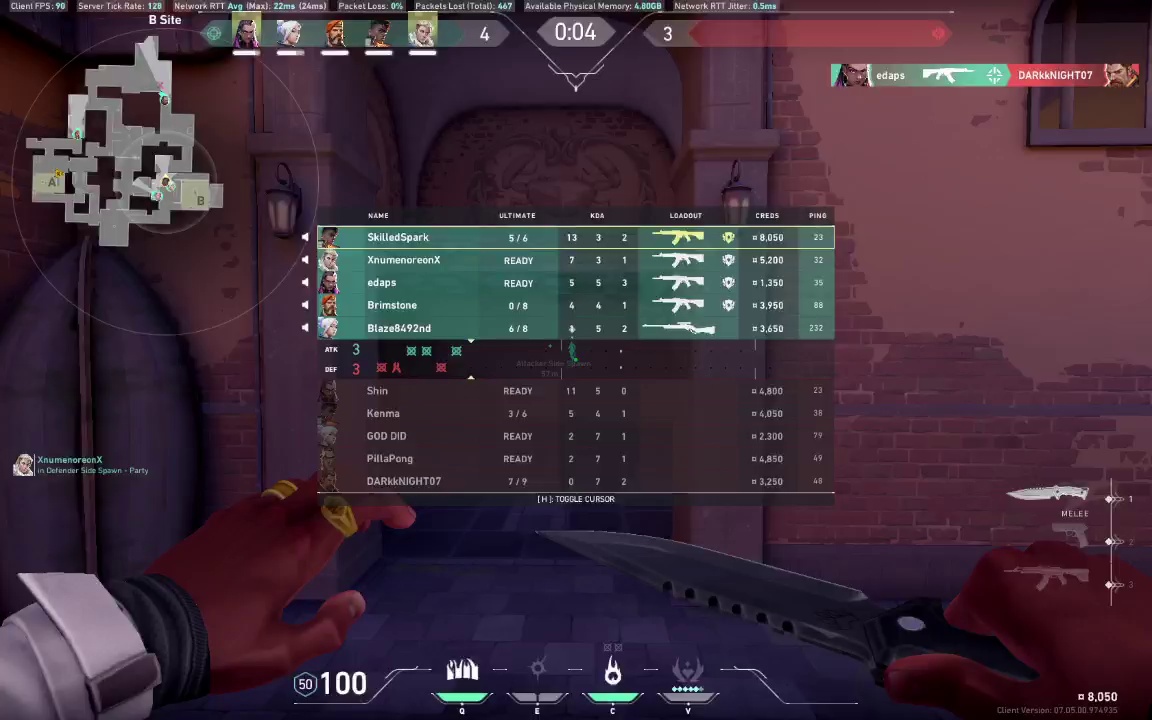 Client FPS: 90 Server Tick Rate: 128 Network RTT Avg (Max): 22ms (24ms) Packet Loss: 0% Packets Lost (Total): 467 Available Physical Memory: 4.80GB Network RTT Jitter: 0.5ms
B Site
4 0:04 3
edaps DARkkNIGHT07
A B
NAME ULTIMATE KDA LOADOUT CREDS PING
SkilledSpark 5 / 6 13 3 2 ¤ 8,050 23
XnumenoreonX READY 7 3 1 ¤ 5,200 32
edaps READY 5 5 3 ¤ 1,350 35
Brimstone 0 / 8 4 4 1 ¤ 3,950 88
Blaze8492nd 6 / 8 5 2 ¤ 3,650 232
ATK 3
Attacker Side Spawn
DEF 3
57m
Shin READY 11 5 0 ¤ 4,800 23
Kenma 3 / 6 5 4 1 ¤ 4,050 38
GOD DID READY 2 7 1 ¤ 2,300 79
PillaPong READY 2 7 1 ¤ 4,850 49
DARkkNIGHT07 7 / 9 0 7 2 ¤ 3,250 48
[H]: TOGGLE CURSOR
XnumenoreonX
in Defender Side Spawn - Party
1
MELEE
2
3
50 100
Q E C V
¤ 8,050
Client Version: 07.05.00.974935